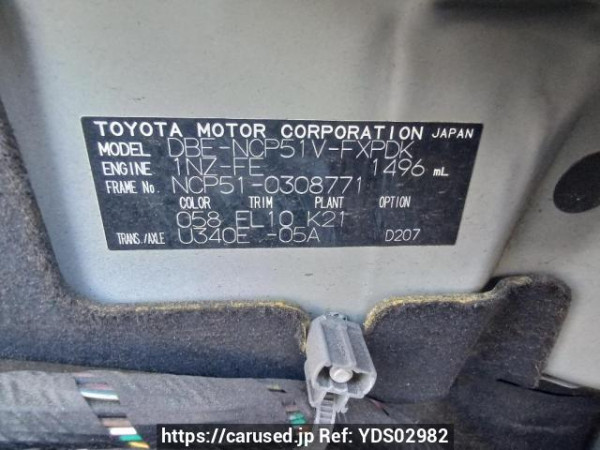 TOYOTA MOTOR CORPORATION JAPAN
MODEL DBE-NCP51V-FXPDK
ENGINE 1NZ-FE 1496 mL
FRAME No. NCP51-0308771
COLOR TRIM PLANT OPTION
058 FL10 K21
TRANS./AXLE U340E -05A D207
https://carused.jp Ref: YDS02982